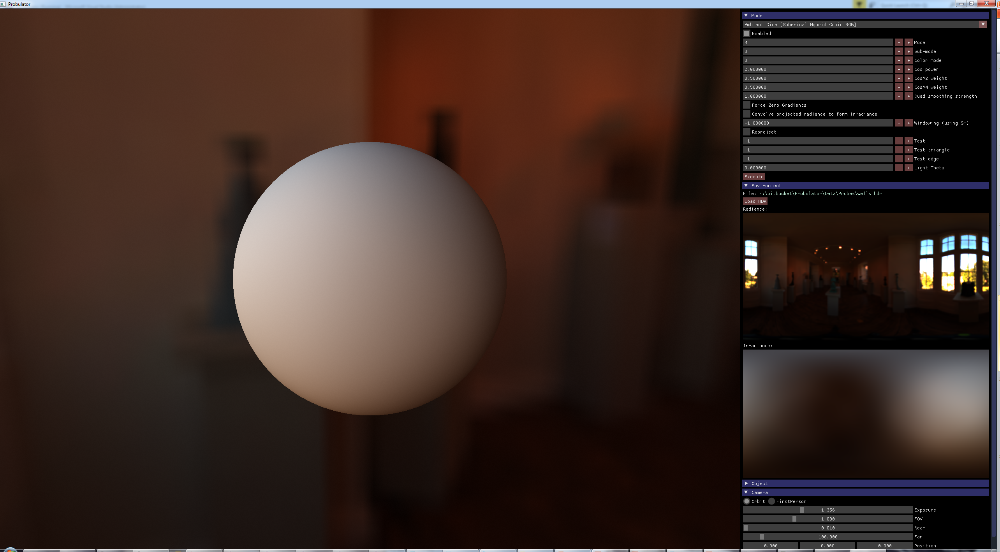 Probulator
Mode
Ambient Dice [Spherical Hybrid Cubic RGB]
Enabled
4 - + Mode
0 - + Sub-mode
0 - + Color mode
2.000000 - + Cos power
0.500000 - + Cos^2 weight
0.500000 - + Cos^4 weight
1.000000 - + Quad smoothing strength
Force Zero Gradients
Convolve projected radiance to form irradiance
-1.000000 - + Windowing (using SH)
Reproject
-1 - + Test
-1 - + Test triangle
-1 - + Test edge
0.000000 - + Light Theta
Execute
Environment
File: F:\bitbucket\Probulator\Data\Probes\wells.hdr
Load HDR
Radiance:
Irradiance:
Object
Camera
Orbit FirstPerson
1.356 Exposure
1.000 FOV
0.010 Near
100.000 Far
0.000 0.000 0.000 Position